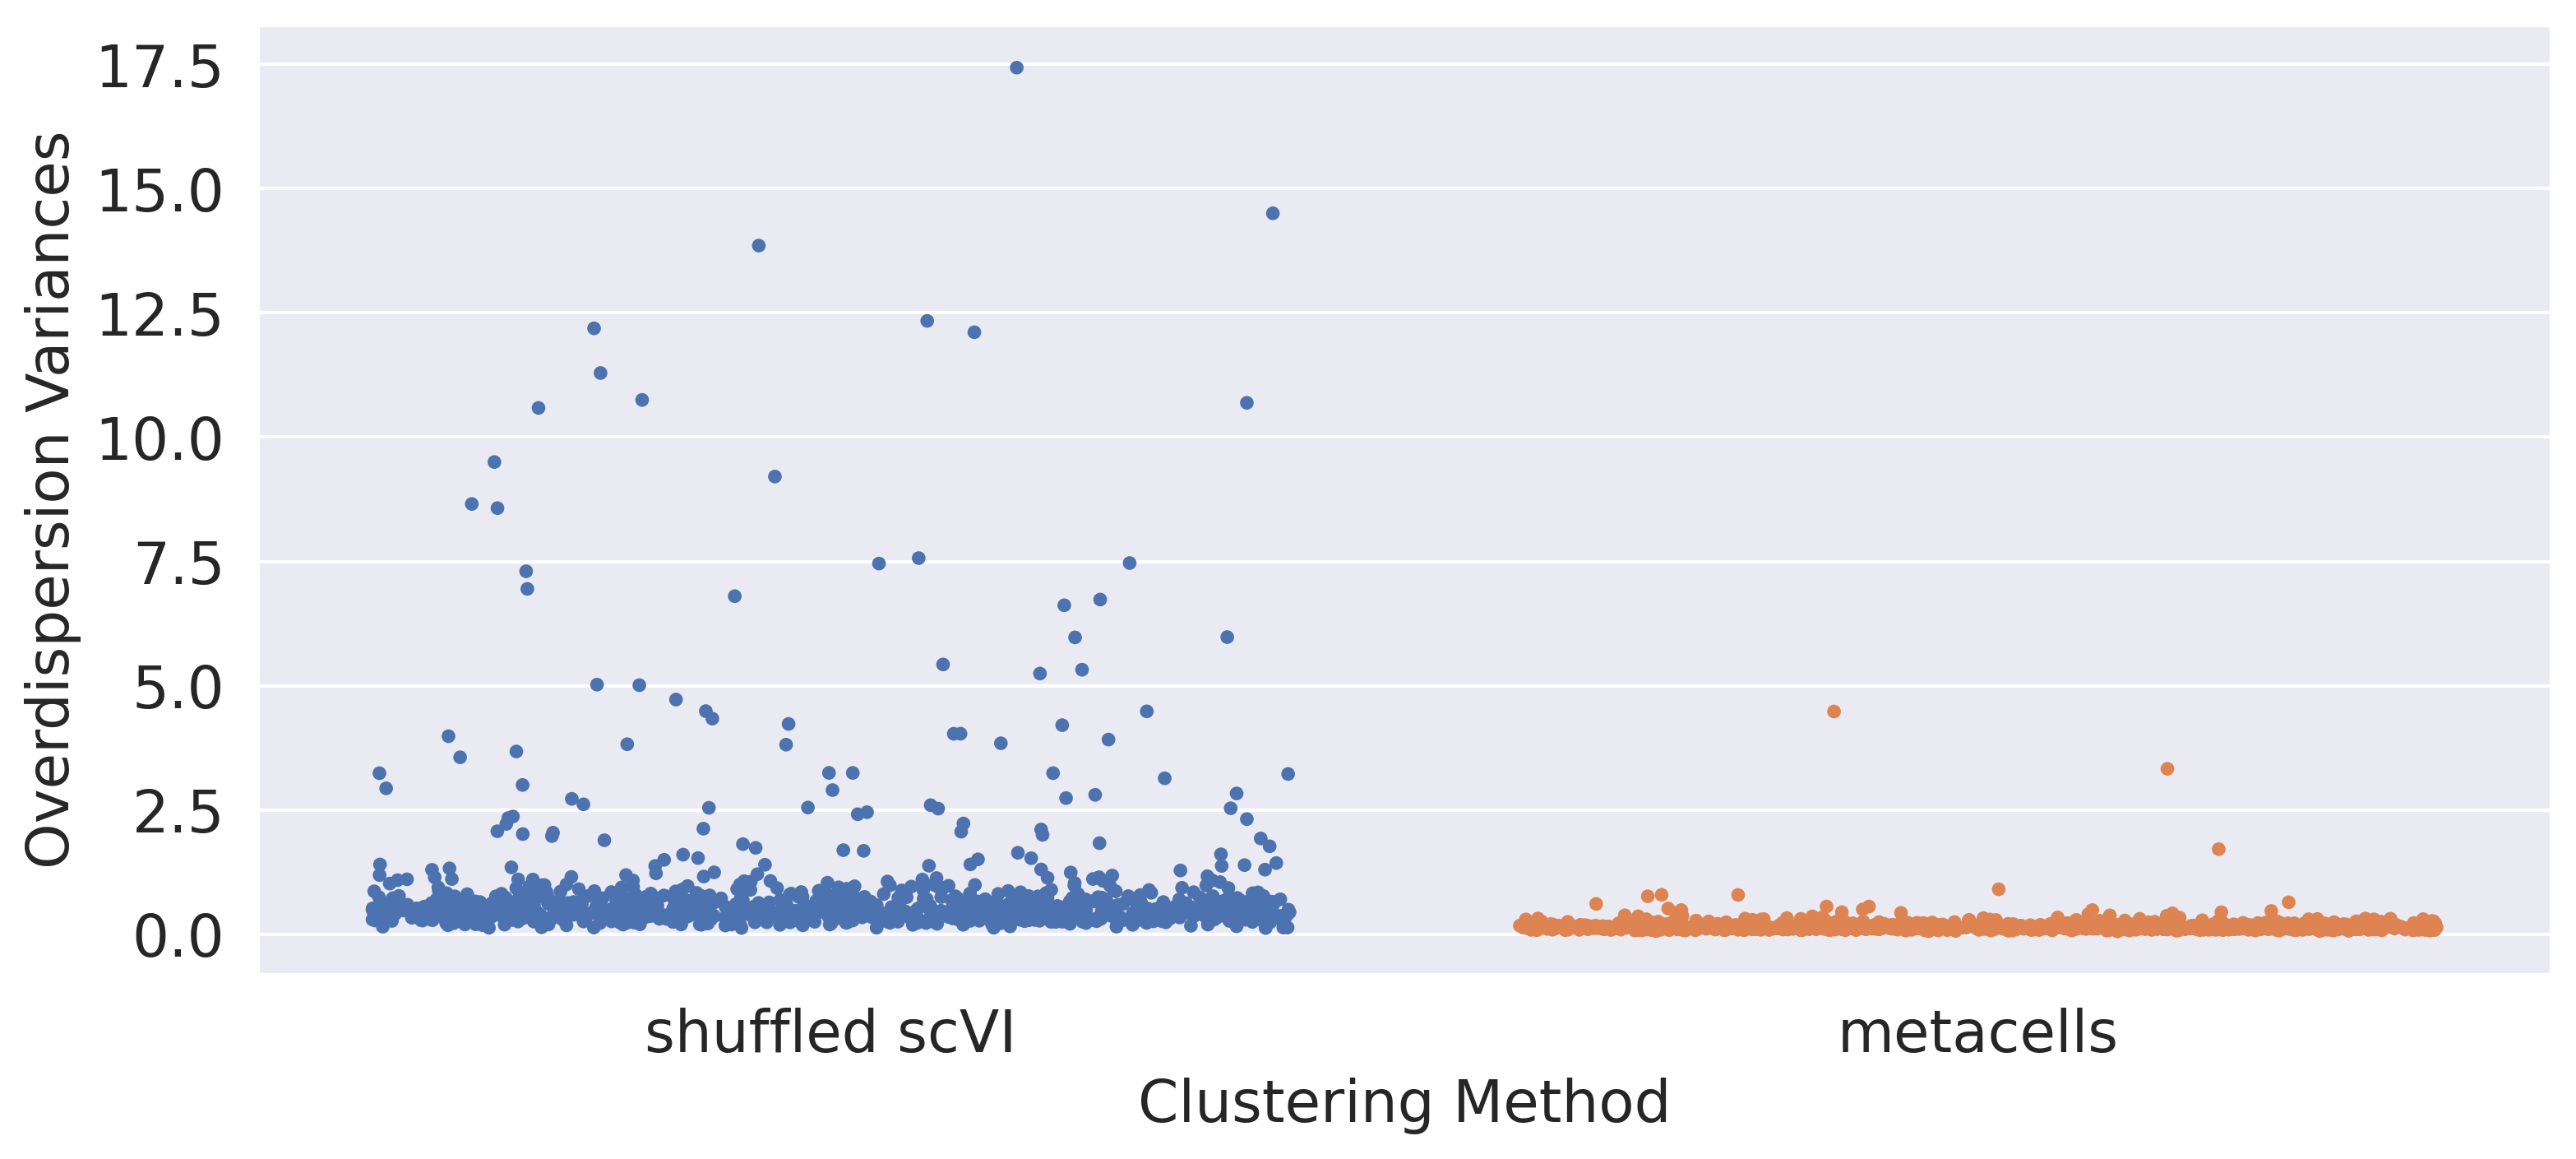 Overdispersion Variances
17.5
15.0
12.5
10.0
7.5
5.0
2.5
0.0
shuffled scVI
metacells
Clustering Method